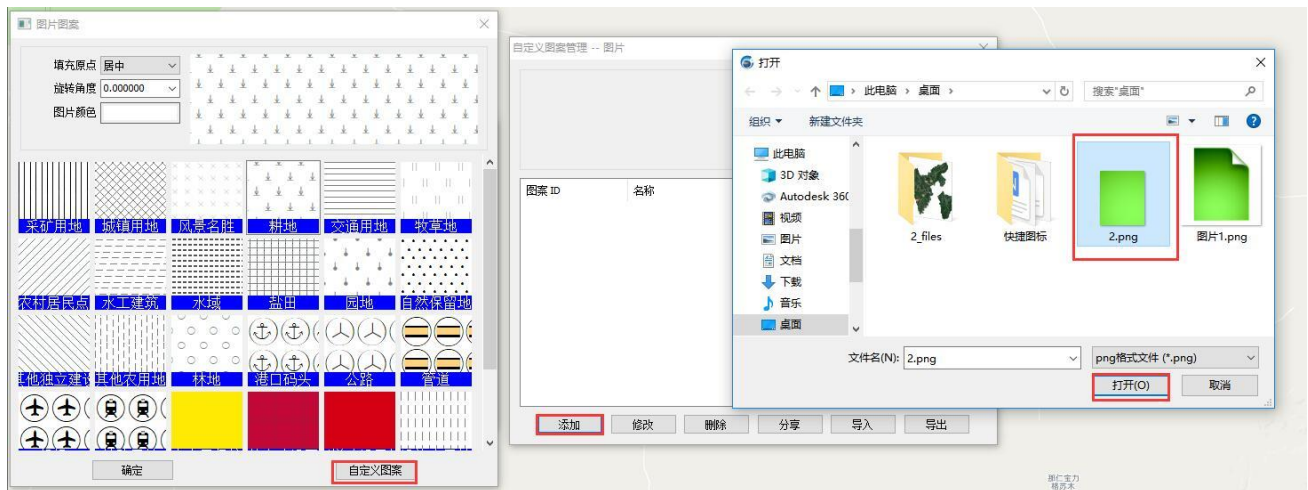 图片图案
填充原点 居中
旋转角度 0.000000
图片颜色
采矿用地 城镇用地 风景名胜 耕地 交通用地 牧草地
农村居民点 水工建筑 水域 盐田 园地 自然保留地
其他独立建设 其他农用地 林地 港口码头 公路 管道
确定 自定义图案
自定义图案管理 -- 图片
图案 ID 名称
添加 修改 删除 分享 导入 导出
打开
此电脑 › 桌面 ›
搜索"桌面"
组织 新建文件夹
此电脑
3D 对象
Autodesk 360
视频
图片
文档
下载
音乐
桌面
2_files 快捷图标 2.png 图片1.png
文件名(N): 2.png png格式文件 (*.png)
打开(O) 取消
那仁宝力
格苏木